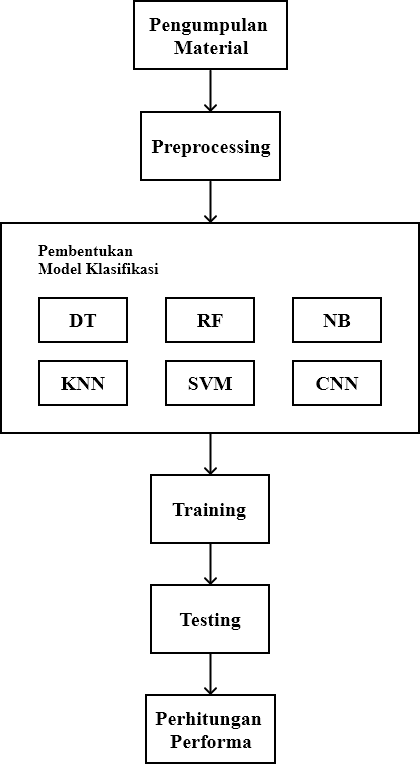 Pengumpulan
Material
Preprocessing
Pembentukan
Model Klasifikasi
DT
RF
NB
KNN
SVM
CNN
Training
Testing
Perhitungan
Performa